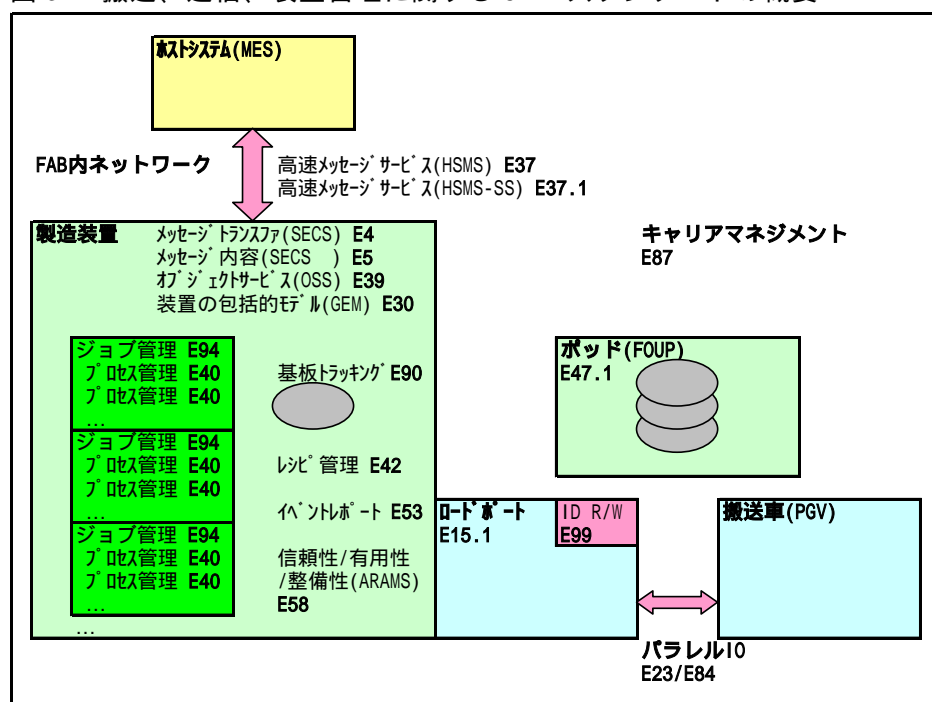 ホストシステム(MES)
FAB内ネットワーク
高速メッセージサービス(HSMS) E37
高速メッセージサービス(HSMS-SS) E37.1
製造装置
メッセージトランスファ(SECS) E4
メッセージ内容(SECS ) E5
オブジェクトサービス(OSS) E39
装置の包括的モデル(GEM) E30
キャリアマネジメント
E87
ジョブ管理 E94
プロセス管理 E40
プロセス管理 E40
...
ジョブ管理 E94
プロセス管理 E40
プロセス管理 E40
...
ジョブ管理 E94
プロセス管理 E40
プロセス管理 E40
...
...
基板トラッキング E90
レシピ管理 E42
イベントレポート E53
信頼性/有用性
/整備性(ARAMS)
E58
ポッド(FOUP)
E47.1
ロードポート
E15.1
ID R/W
E99
搬送車(PGV)
パラレルIO
E23/E84